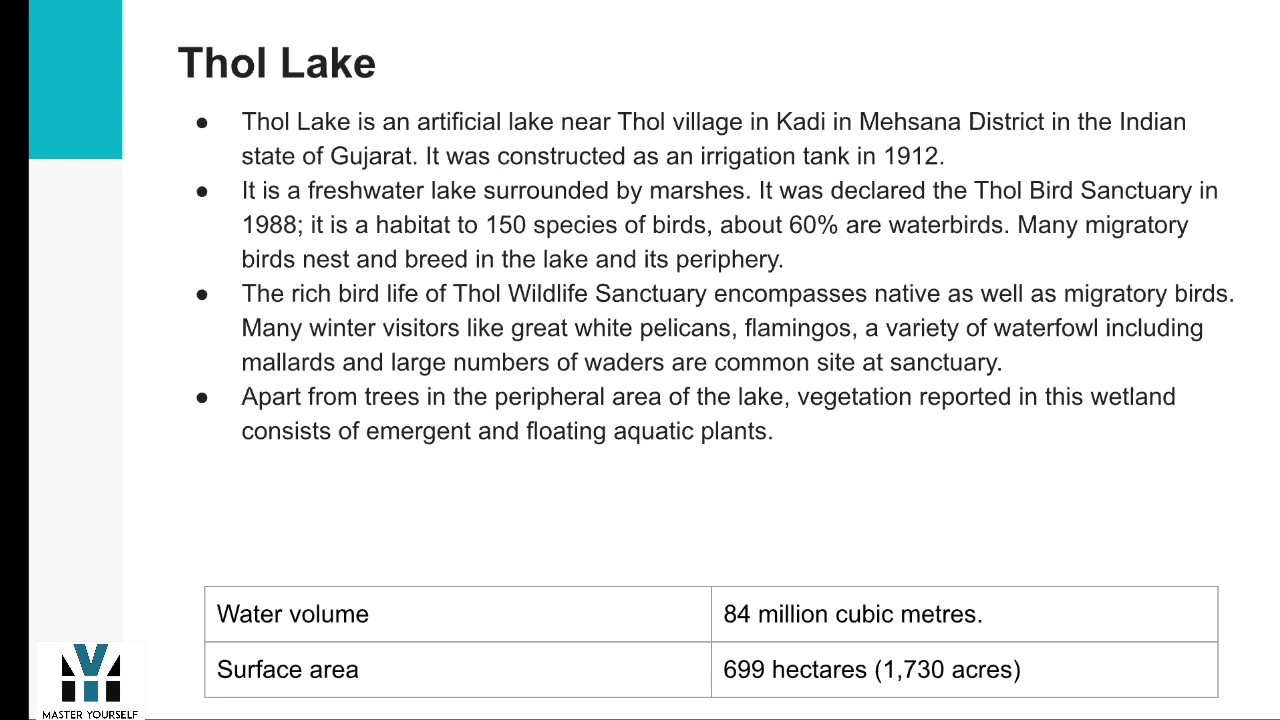 Thol Lake
● Thol Lake is an artificial lake near Thol village in Kadi in Mehsana District in the Indian
state of Gujarat. It was constructed as an irrigation tank in 1912.
● It is a freshwater lake surrounded by marshes. It was declared the Thol Bird Sanctuary in
1988; it is a habitat to 150 species of birds, about 60% are waterbirds. Many migratory
birds nest and breed in the lake and its periphery.
● The rich bird life of Thol Wildlife Sanctuary encompasses native as well as migratory birds.
Many winter visitors like great white pelicans, flamingos, a variety of waterfowl including
mallards and large numbers of waders are common site at sanctuary.
● Apart from trees in the peripheral area of the lake, vegetation reported in this wetland
consists of emergent and floating aquatic plants.
Water volume 84 million cubic metres.
Surface area 699 hectares (1,730 acres)
MASTER YOURSELF